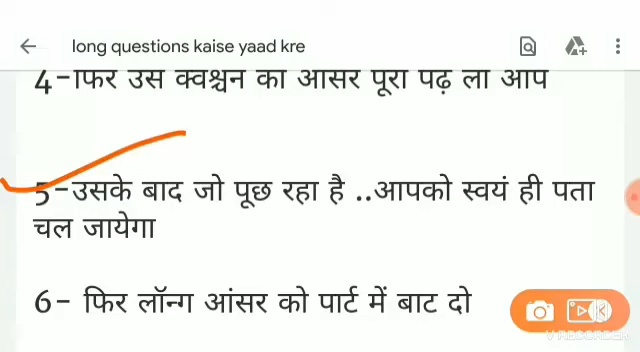 long questions kaise yaad kre
4-फिर उस क्वश्चन का आंसर पूरा पढ़ लो आप
5-उसके बाद जो पूछ रहा है ..आपको स्वयं ही पता
चल जायेगा
6- फिर लॉन्ग आंसर को पार्ट में बाट दो
V RECORDER